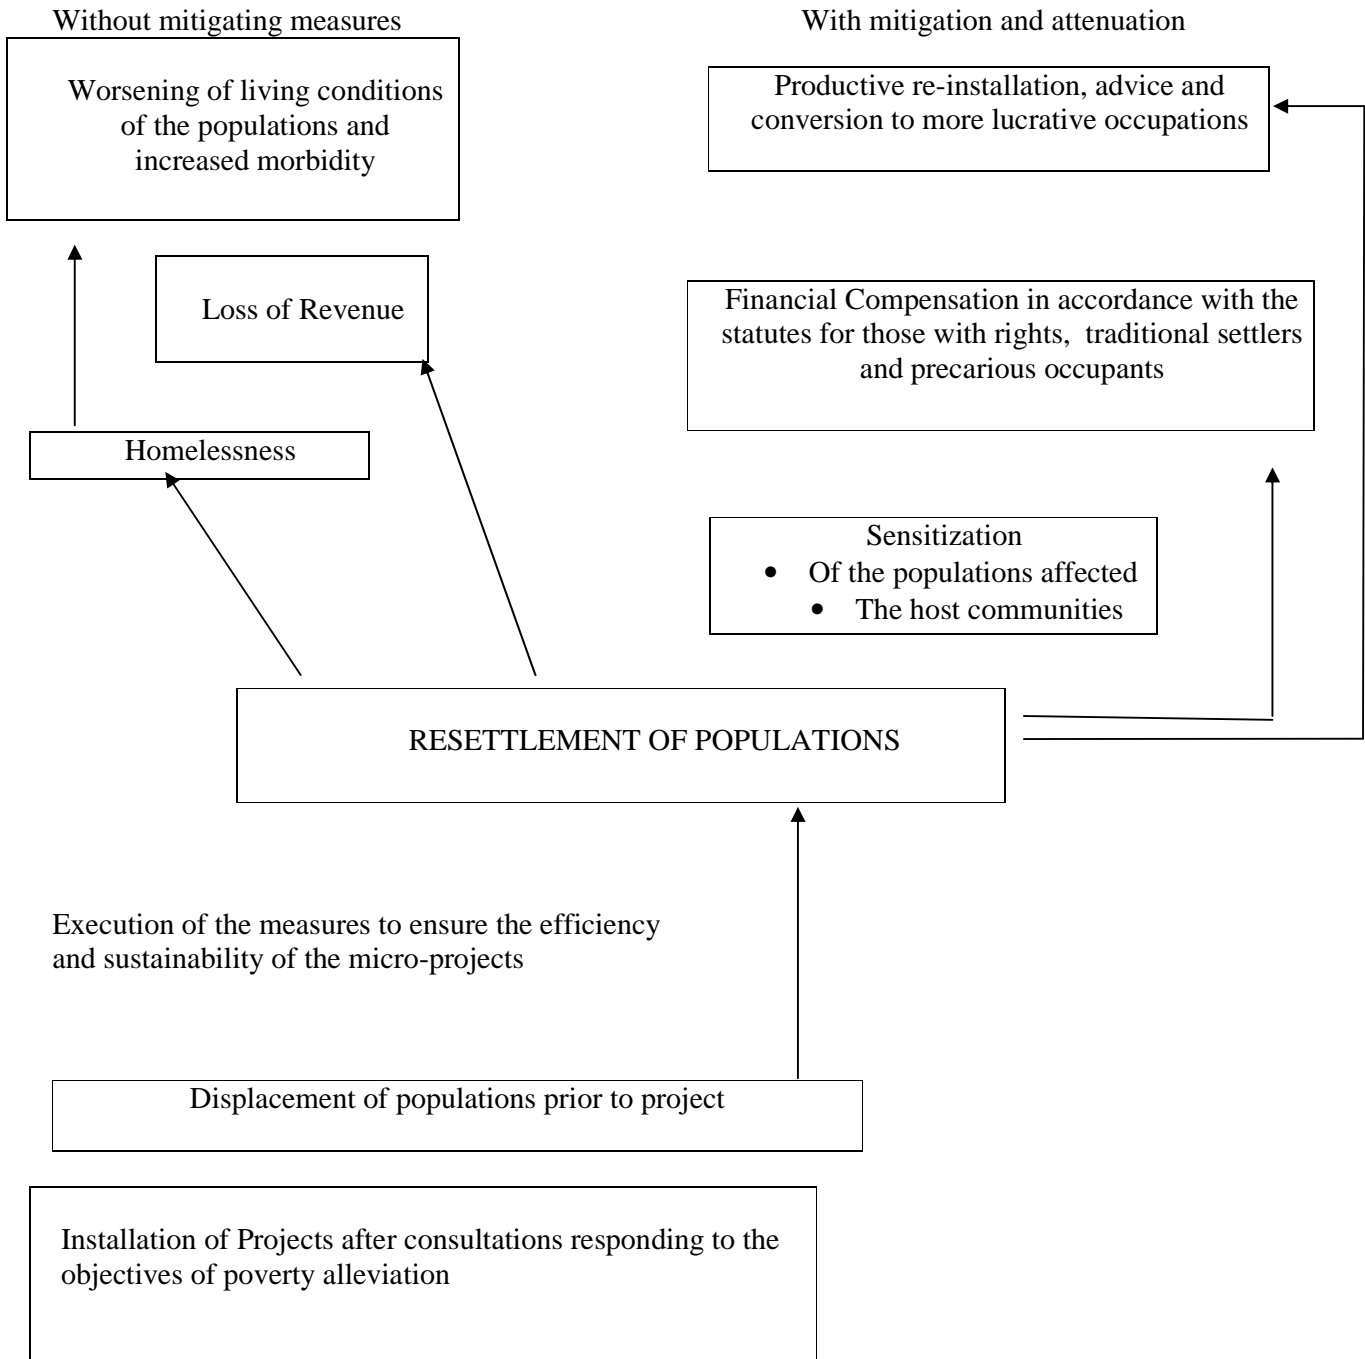 Without mitigating measures
With mitigation and attenuation
Worsening of living conditions
of the populations and
increased morbidity
Productive re-installation, advice and
conversion to more lucrative occupations
Loss of Revenue
Financial Compensation in accordance with the
statutes for those with rights, traditional settlers
and precarious occupants
Homelessness
Sensitization
• Of the populations affected
• The host communities
RESETTLEMENT OF POPULATIONS
Execution of the measures to ensure the efficiency
and sustainability of the micro-projects
Displacement of populations prior to project
Installation of Projects after consultations responding to the
objectives of poverty alleviation